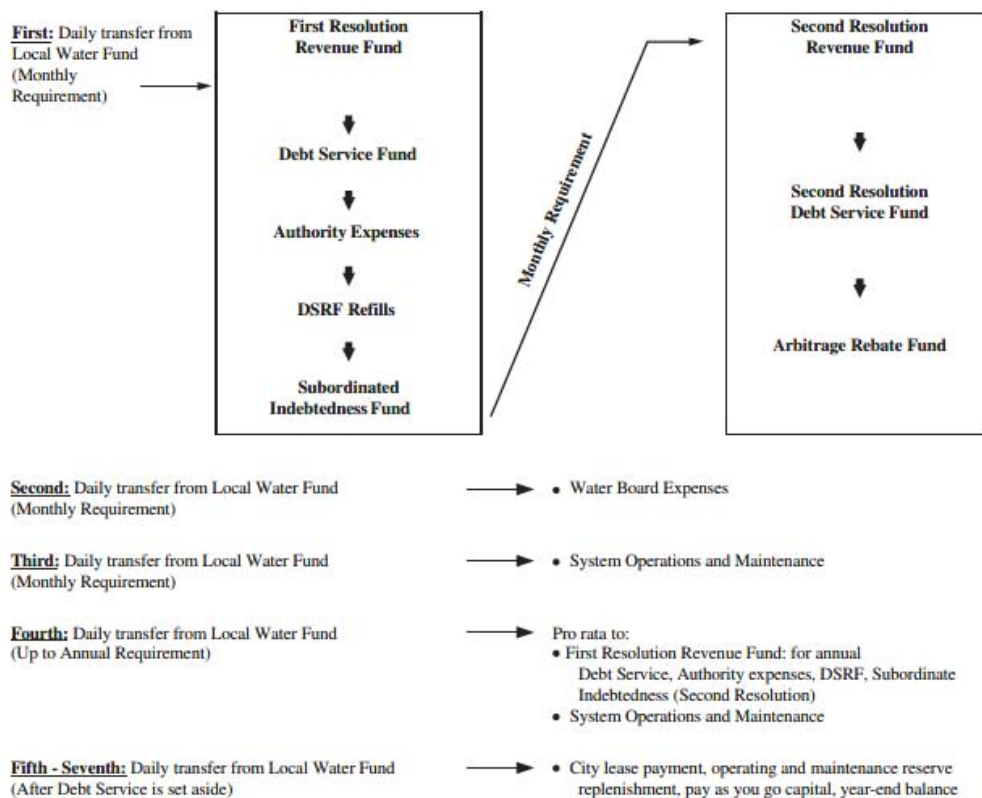 First: Daily transfer from
Local Water Fund
(Monthly
Requirement)
First Resolution
Revenue Fund
Debt Service Fund
Authority Expenses
DSRF Refills
Subordinated
Indebtedness Fund
Monthly Requirement
Second Resolution
Revenue Fund
Second Resolution
Debt Service Fund
Arbitrage Rebate Fund
Second: Daily transfer from Local Water Fund
(Monthly Requirement)
• Water Board Expenses
Third: Daily transfer from Local Water Fund
(Monthly Requirement)
• System Operations and Maintenance
Fourth: Daily transfer from Local Water Fund
(Up to Annual Requirement)
Pro rata to:
• First Resolution Revenue Fund: for annual
Debt Service, Authority expenses, DSRF, Subordinate
Indebtedness (Second Resolution)
• System Operations and Maintenance
Fifth - Seventh: Daily transfer from Local Water Fund
(After Debt Service is set aside)
• City lease payment, operating and maintenance reserve
replenishment, pay as you go capital, year-end balance